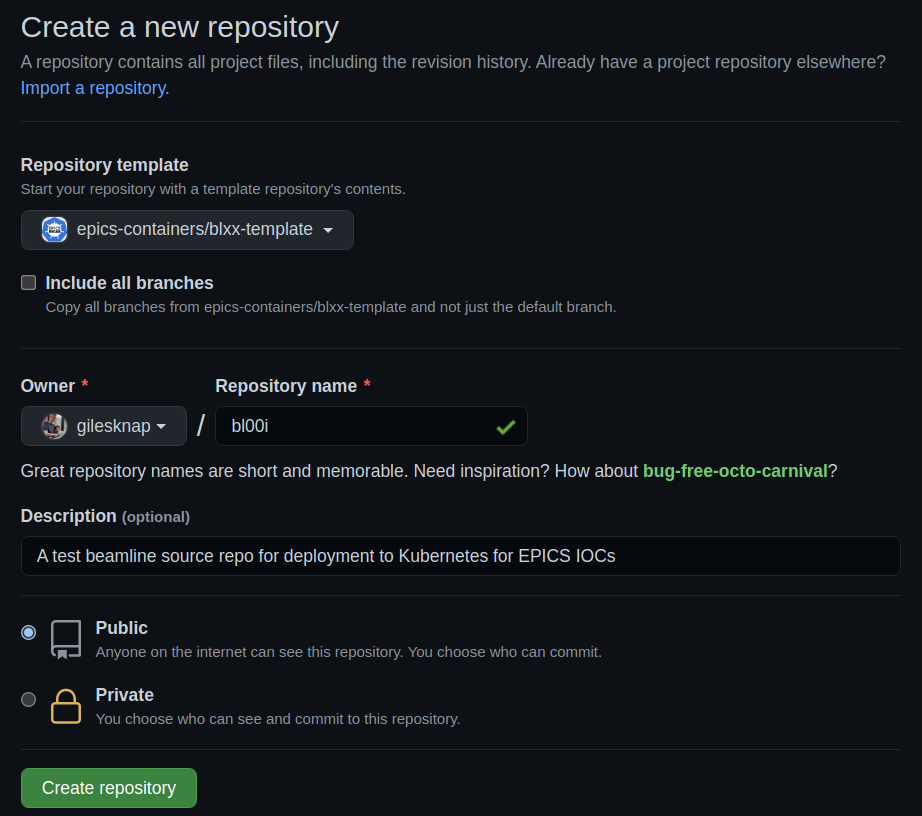 Create a new repository
A repository contains all project files, including the revision history. Already have a project repository elsewhere?
Import a repository.
Repository template
Start your repository with a template repository's contents.
epics-containers/blxx-template
Include all branches
Copy all branches from epics-containers/blxx-template and not just the default branch.
Owner * Repository name *
gilesknap / bl00i
Great repository names are short and memorable. Need inspiration? How about bug-free-octo-carnival?
Description (optional)
A test beamline source repo for deployment to Kubernetes for EPICS IOCs
Public
Anyone on the internet can see this repository. You choose who can commit.
Private
You choose who can see and commit to this repository.
Create repository